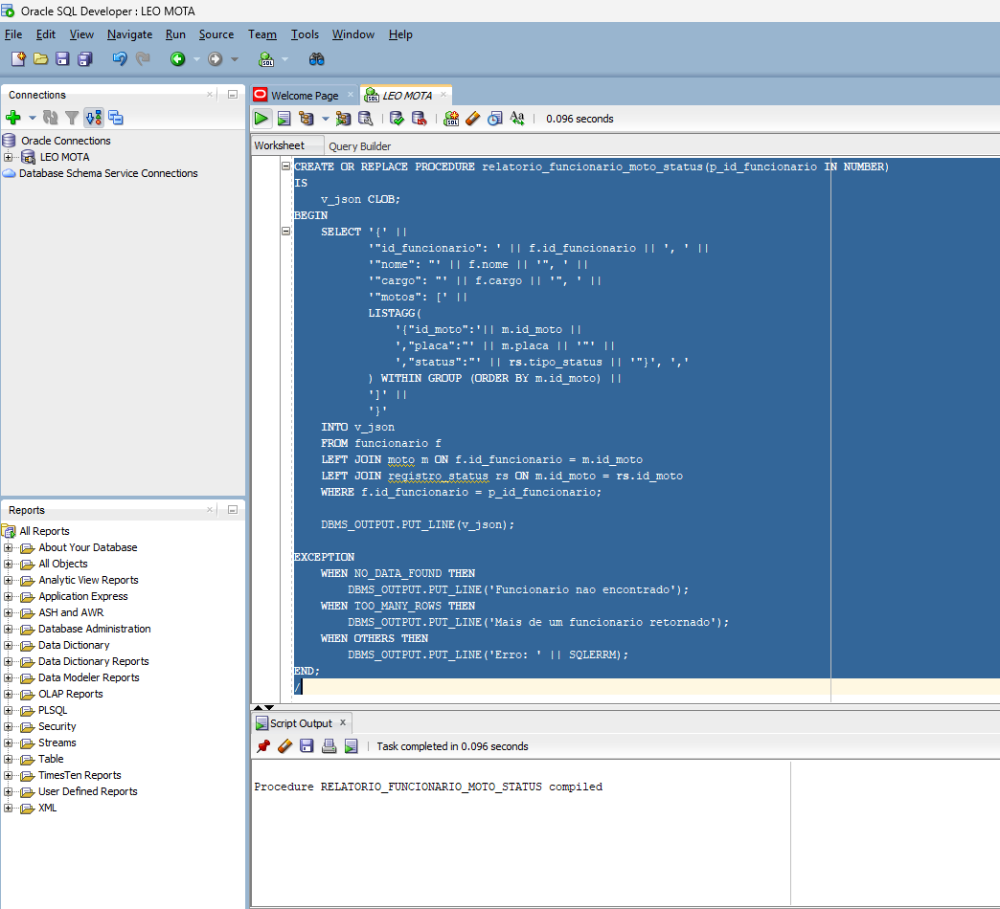 Oracle SQL Developer : LEO MOTA
File Edit View Navigate Run Source Team Tools Window Help
Connections
Oracle Connections
LEO MOTA
Database Schema Service Connections
Reports
All Reports
About Your Database
All Objects
Analytic View Reports
Application Express
ASH and AWR
Database Administration
Data Dictionary
Data Dictionary Reports
Data Modeler Reports
OLAP Reports
PLSQL
Security
Streams
Table
TimesTen Reports
User Defined Reports
XML
Welcome Page LEO MOTA
0.096 seconds
Worksheet Query Builder
CREATE OR REPLACE PROCEDURE relatorio_funcionario_moto_status(p_id_funcionario IN NUMBER)
IS
    v_json CLOB;
BEGIN
    SELECT '{' ||
           '"id_funcionario": ' || f.id_funcionario || ', ' ||
           '"nome": "' || f.nome || '", ' ||
           '"cargo": "' || f.cargo || '", ' ||
           '"motos": [' ||
           LISTAGG(
               '{"id_moto":'|| m.id_moto ||
               ',"placa":"' || m.placa || '"' ||
               ',"status":"' || rs.tipo_status || '"}', ','
           ) WITHIN GROUP (ORDER BY m.id_moto) ||
           ']' ||
           '}'
    INTO v_json
    FROM funcionario f
    LEFT JOIN moto m ON f.id_funcionario = m.id_moto
    LEFT JOIN registro_status rs ON m.id_moto = rs.id_moto
    WHERE f.id_funcionario = p_id_funcionario;
    DBMS_OUTPUT.PUT_LINE(v_json);
EXCEPTION
    WHEN NO_DATA_FOUND THEN
        DBMS_OUTPUT.PUT_LINE('Funcionario nao encontrado');
    WHEN TOO_MANY_ROWS THEN
        DBMS_OUTPUT.PUT_LINE('Mais de um funcionario retornado');
    WHEN OTHERS THEN
        DBMS_OUTPUT.PUT_LINE('Erro: ' || SQLERRM);
END;
/
Script Output
Task completed in 0.096 seconds
Procedure RELATORIO_FUNCIONARIO_MOTO_STATUS compiled